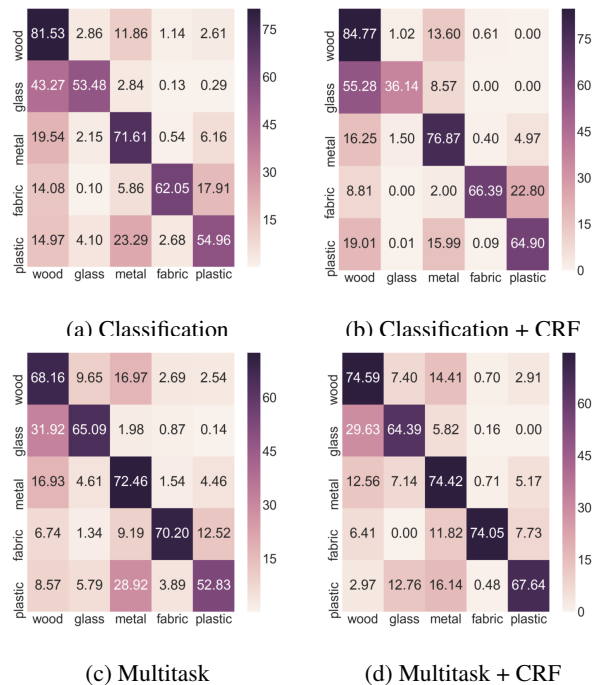 wood 81.53 2.86 11.86 1.14 2.61
glass 43.27 53.48 2.84 0.13 0.29
metal 19.54 2.15 71.61 0.54 6.16
fabric 14.08 0.10 5.86 62.05 17.91
plastic 14.97 4.10 23.29 2.68 54.96
wood glass metal fabric plastic
75
60
45
30
15
(a) Classification
wood 84.77 1.02 13.60 0.61 0.00
glass 55.28 36.14 8.57 0.00 0.00
metal 16.25 1.50 76.87 0.40 4.97
fabric 8.81 0.00 2.00 66.39 22.80
plastic 19.01 0.01 15.99 0.09 64.90
wood glass metal fabric plastic
75
60
45
30
15
0
(b) Classification + CRF
wood 68.16 9.65 16.97 2.69 2.54
glass 31.92 65.09 1.98 0.87 0.14
metal 16.93 4.61 72.46 1.54 4.46
fabric 6.74 1.34 9.19 70.20 12.52
plastic 8.57 5.79 28.92 3.89 52.83
wood glass metal fabric plastic
60
45
30
15
(c) Multitask
wood 74.59 7.40 14.41 0.70 2.91
glass 29.63 64.39 5.82 0.16 0.00
metal 12.56 7.14 74.42 0.71 5.17
fabric 6.41 0.00 11.82 74.05 7.73
plastic 2.97 12.76 16.14 0.48 67.64
wood glass metal fabric plastic
60
45
30
15
0
(d) Multitask + CRF